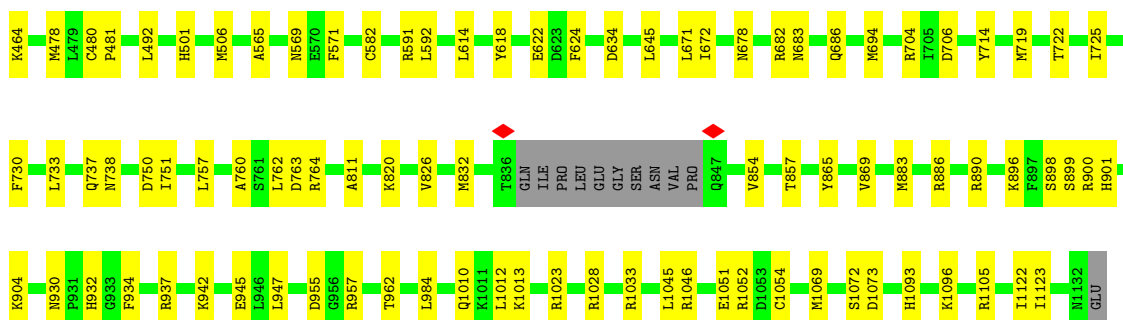 K464 M478 L479 C480 P481 L492 H501 M506 A565 N569 E570 F571 C582 R591 L592 L614 Y618 E622 D623 F624 D634 L645 L671 I672 N678 R682 N683 Q686 M694 R704 I705 D706 Y714 M719 T722 I725
F730 L733 Q737 N738 D750 I751 L757 A760 S761 L762 D763 R764 A811 K820 V826 M832 T836 GLN ILE PRO LEU GLU GLY SER ASN VAL PRO Q847 V854 T857 Y865 V869 M883 R886 R890 K896 F897 S898 S899 R900 H901
K904 N930 P931 H932 G933 F934 R937 K942 E945 L946 L947 D955 G956 R957 T962 L984 Q1010 K1011 L1012 K1013 R1023 R1028 R1033 L1045 R1046 E1051 R1052 D1053 C1054 M1069 S1072 D1073 H1093 K1096 R1105 I1122 I1123 N1132 GLU